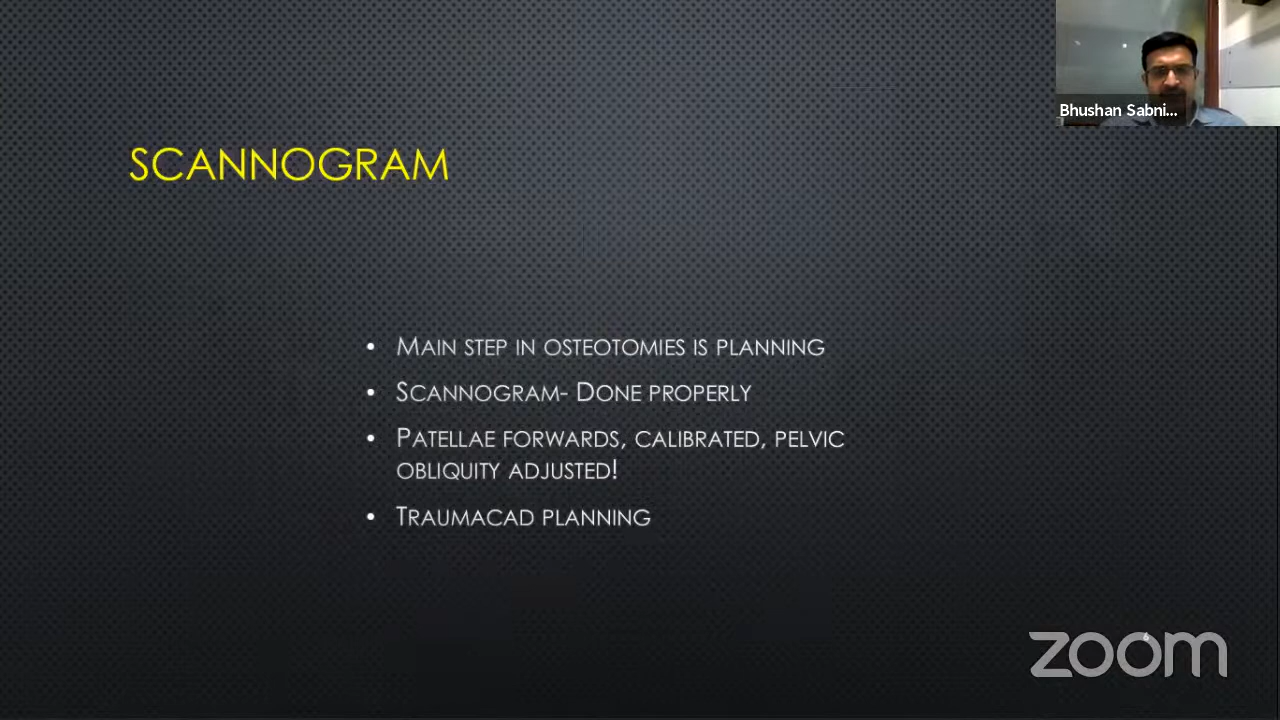 Bhushan Sabni...
SCANNOGRAM
• MAIN STEP IN OSTEOTOMIES IS PLANNING
• SCANNOGRAM- DONE PROPERLY
• PATELLAE FORWARDS, CALIBRATED, PELVIC
OBLIQUITY ADJUSTED!
• TRAUMACAD PLANNING
6
zoom